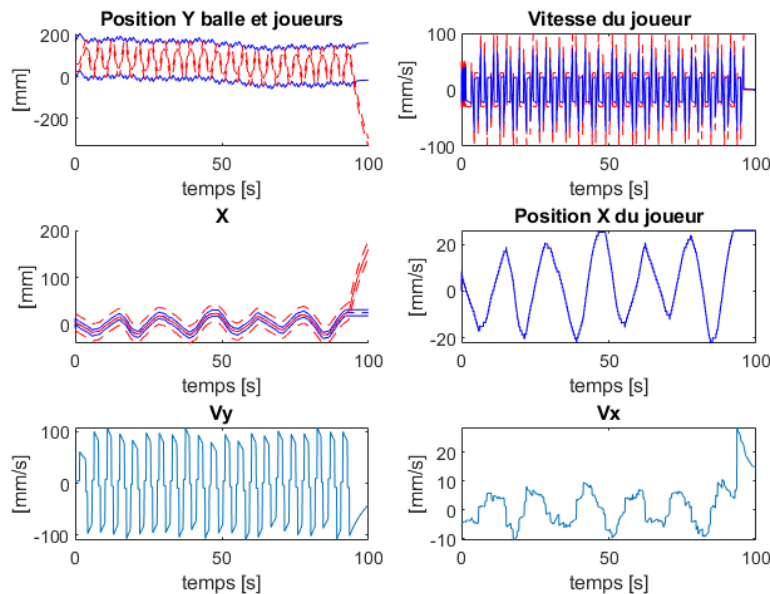 Position Y balle et joueurs
[mm]
200
0
-200
0
50
100
temps [s]
Vitesse du joueur
[mm/s]
100
0
-100
0
50
100
temps [s]
X
[mm]
200
100
0
0
50
100
temps [s]
Position X du joueur
[mm/s]
20
0
-20
0
50
100
temps [s]
Vy
[mm/s]
100
0
-100
0
50
100
temps [s]
Vx
[mm/s]
20
10
0
-10
0
50
100
temps [s]